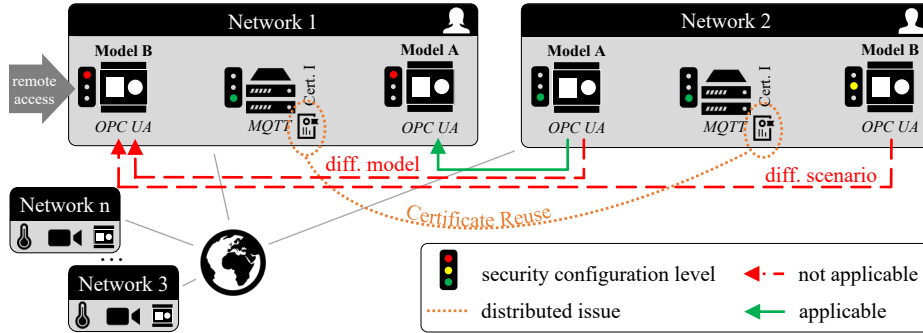 Network 1
Network 2
Model B
Model A
Model A
Model B
remote
access
Cert. I
Cert. I
OPC UA
MQTT
OPC UA
OPC UA
MQTT
OPC UA
diff. model
diff. scenario
Network n
Certificate Reuse
...
Network 3
security configuration level
not applicable
distributed issue
applicable